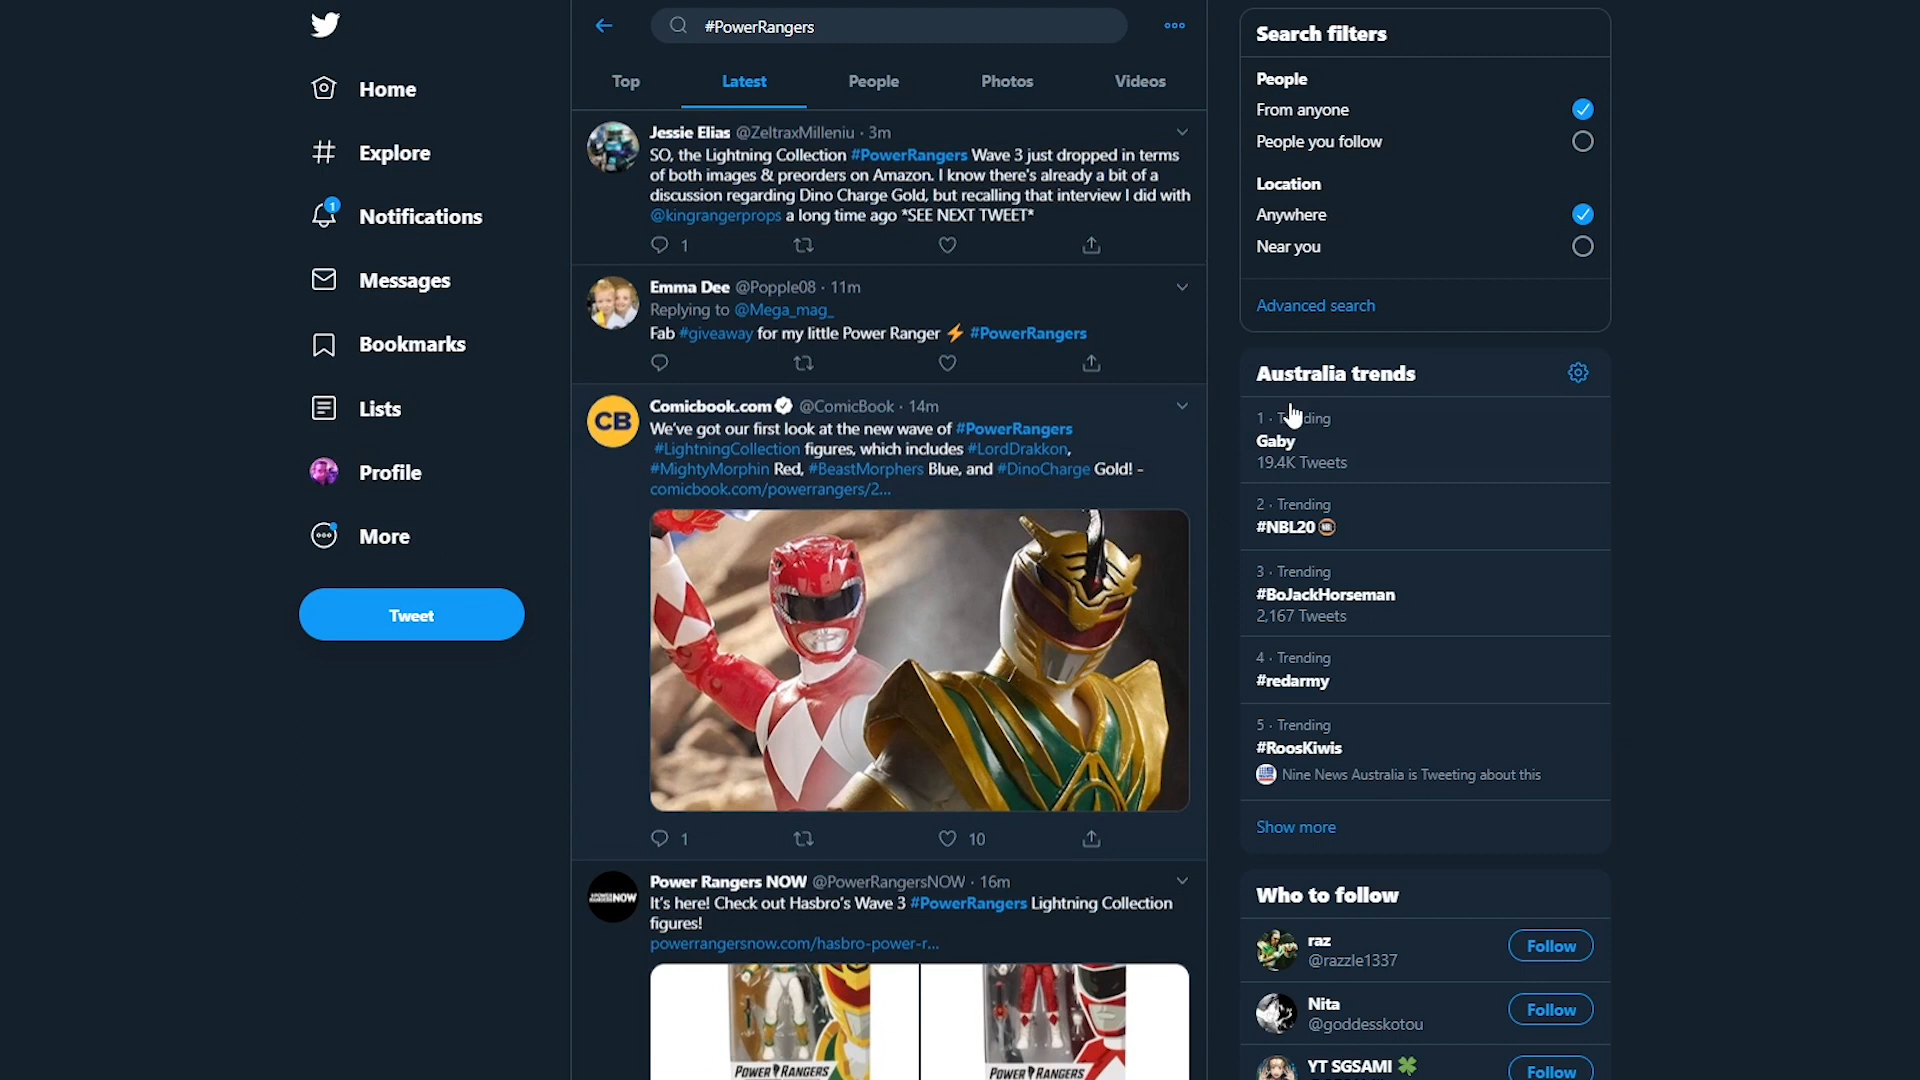 Home
Explore
1
Notifications
Messages
Bookmarks
Lists
Profile
More
Tweet
#PowerRangers
Top
Latest
People
Photos
Videos
Jessie Elias @ZeltraxMilleniu · 3m
SO, the Lightning Collection #PowerRangers Wave 3 just dropped in terms
of both images & preorders on Amazon. I know there's already a bit of a
discussion regarding Dino Charge Gold, but recalling that interview I did with
@kingrangerprops a long time ago *SEE NEXT TWEET*
1
Emma Dee @Popple08 · 11m
Replying to @Mega_mag_
Fab #giveaway for my little Power Ranger ⚡ #PowerRangers
CB
Comicbook.com @ComicBook · 14m
We've got our first look at the new wave of #PowerRangers
#LightningCollection figures, which includes #LordDrakkon,
#MightyMorphin Red, #BeastMorphers Blue, and #DinoCharge Gold! -
comicbook.com/powerrangers/2...
1
10
NOW
Power Rangers NOW @PowerRangersNOW · 16m
It's here! Check out Hasbro's Wave 3 #PowerRangers Lightning Collection
figures!
powerrangersnow.com/hasbro-power-r...
POWER RANGERS
POWER RANGERS
Search filters
People
From anyone
People you follow
Location
Anywhere
Near you
Advanced search
Australia trends
1 · Trending
Gaby
19.4K Tweets
2 · Trending
#NBL20
3 · Trending
#BoJackHorseman
2,167 Tweets
4 · Trending
#redarmy
5 · Trending
#RoosKiwis
Nine News Australia is Tweeting about this
Show more
Who to follow
raz
@razzle1337
Follow
Nita
@goddesskotou
Follow
YT SGSAMI 🍀
Follow